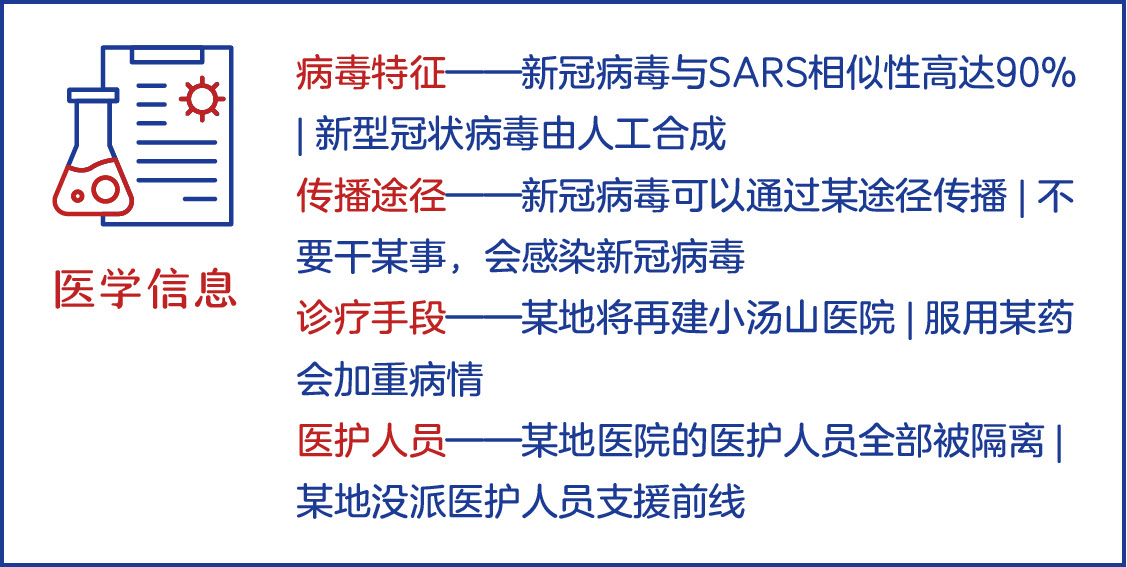 医学信息
病毒特征——新冠病毒与SARS相似性高达90%
| 新型冠状病毒由人工合成
传播途径——新冠病毒可以通过某途径传播 | 不
要干某事，会感染新冠病毒
诊疗手段——某地将再建小汤山医院 | 服用某药
会加重病情
医护人员——某地医院的医护人员全部被隔离 |
某地没派医护人员支援前线